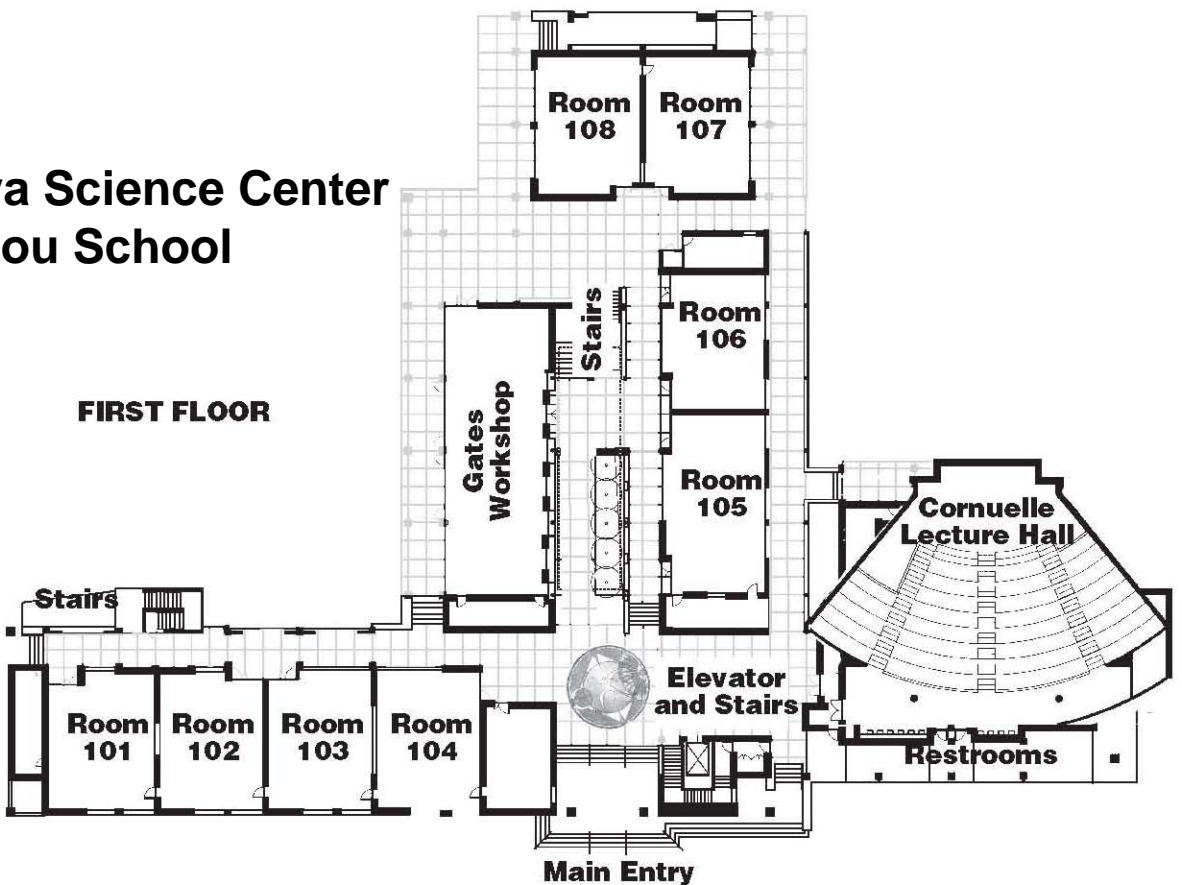 Room
108
Room
107
Science Center
School
Stairs
Room
106
FIRST FLOOR
Gates
Workshop
Room
105
Cornuelle
Lecture Hall
Stairs
Elevator
and Stairs
Room
101
Room
102
Room
103
Room
104
Restrooms
Main Entry